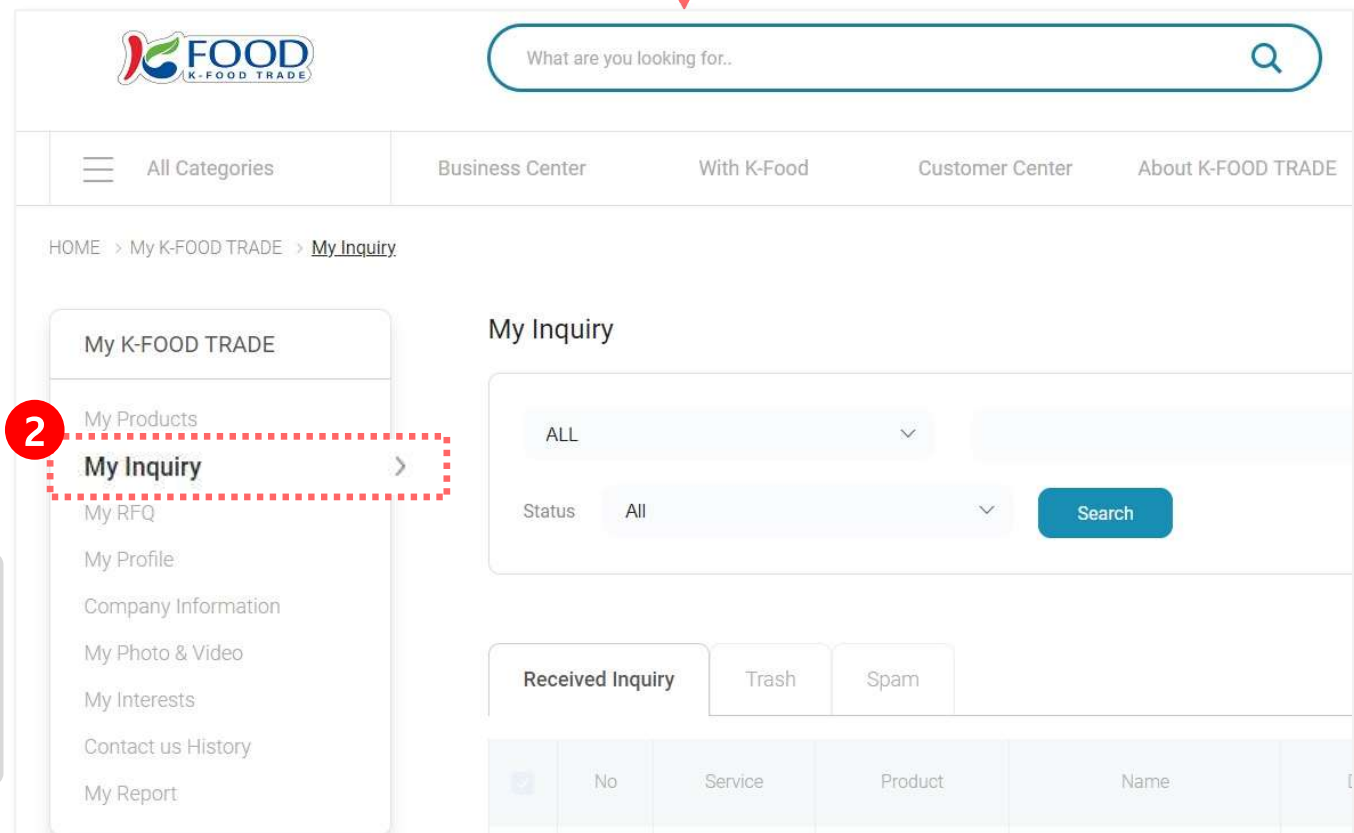 FOOD
K-FOOD TRADE
What are you looking for..
All Categories
Business Center
With K-Food
Customer Center
About K-FOOD TRADE
HOME > My K-FOOD TRADE > My Inquiry
My K-FOOD TRADE
My Products
2
My Inquiry
My RFQ
My Profile
Company Information
My Photo & Video
My Interests
Contact us History
My Report
My Inquiry
ALL
Status All
Search
Received Inquiry
Trash
Spam
No
Service
Product
Name